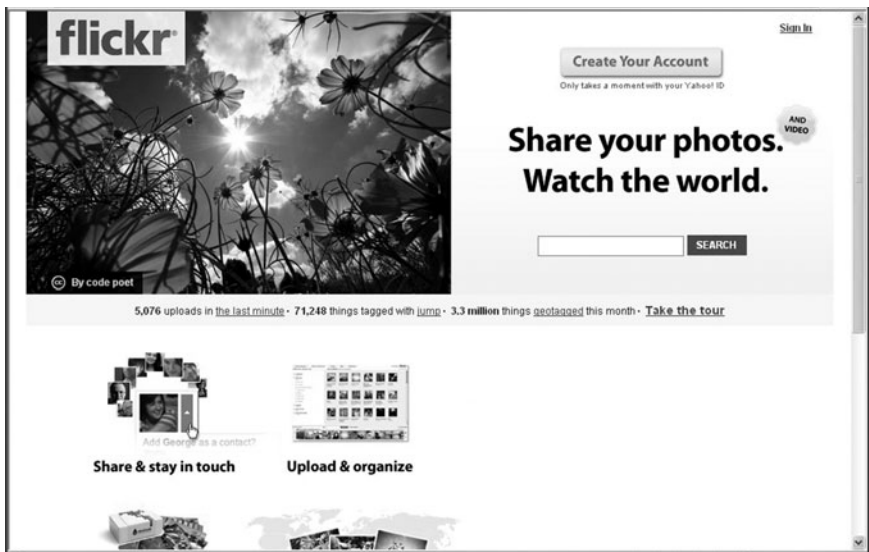 flickr®
Sign In
Create Your Account
Only takes a moment with your Yahoo! ID
AND
VIDEO
Share your photos.
Watch the world.
SEARCH
cc By code poet
5,076 uploads in the last minute · 71,248 things tagged with jump · 3.3 million things geotagged this month · Take the tour
Add George as a contact?
Share & stay in touch
Upload & organize